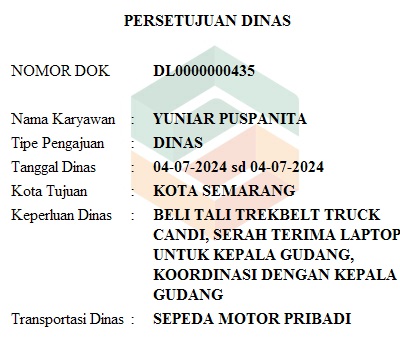 PERSETUJUAN DINAS
NOMOR DOK DL0000000435
Nama Karyawan : YUNIAR PUSPANITA
Tipe Pengajuan : DINAS
Tanggal Dinas : 04-07-2024 sd 04-07-2024
Kota Tujuan : KOTA SEMARANG
Keperluan Dinas : BELI TALI TREKBELT TRUCK
CANDI, SERAH TERIMA LAPTOP
UNTUK KEPALA GUDANG,
KOORDINASI DENGAN KEPALA
GUDANG
Transportasi Dinas : SEPEDA MOTOR PRIBADI